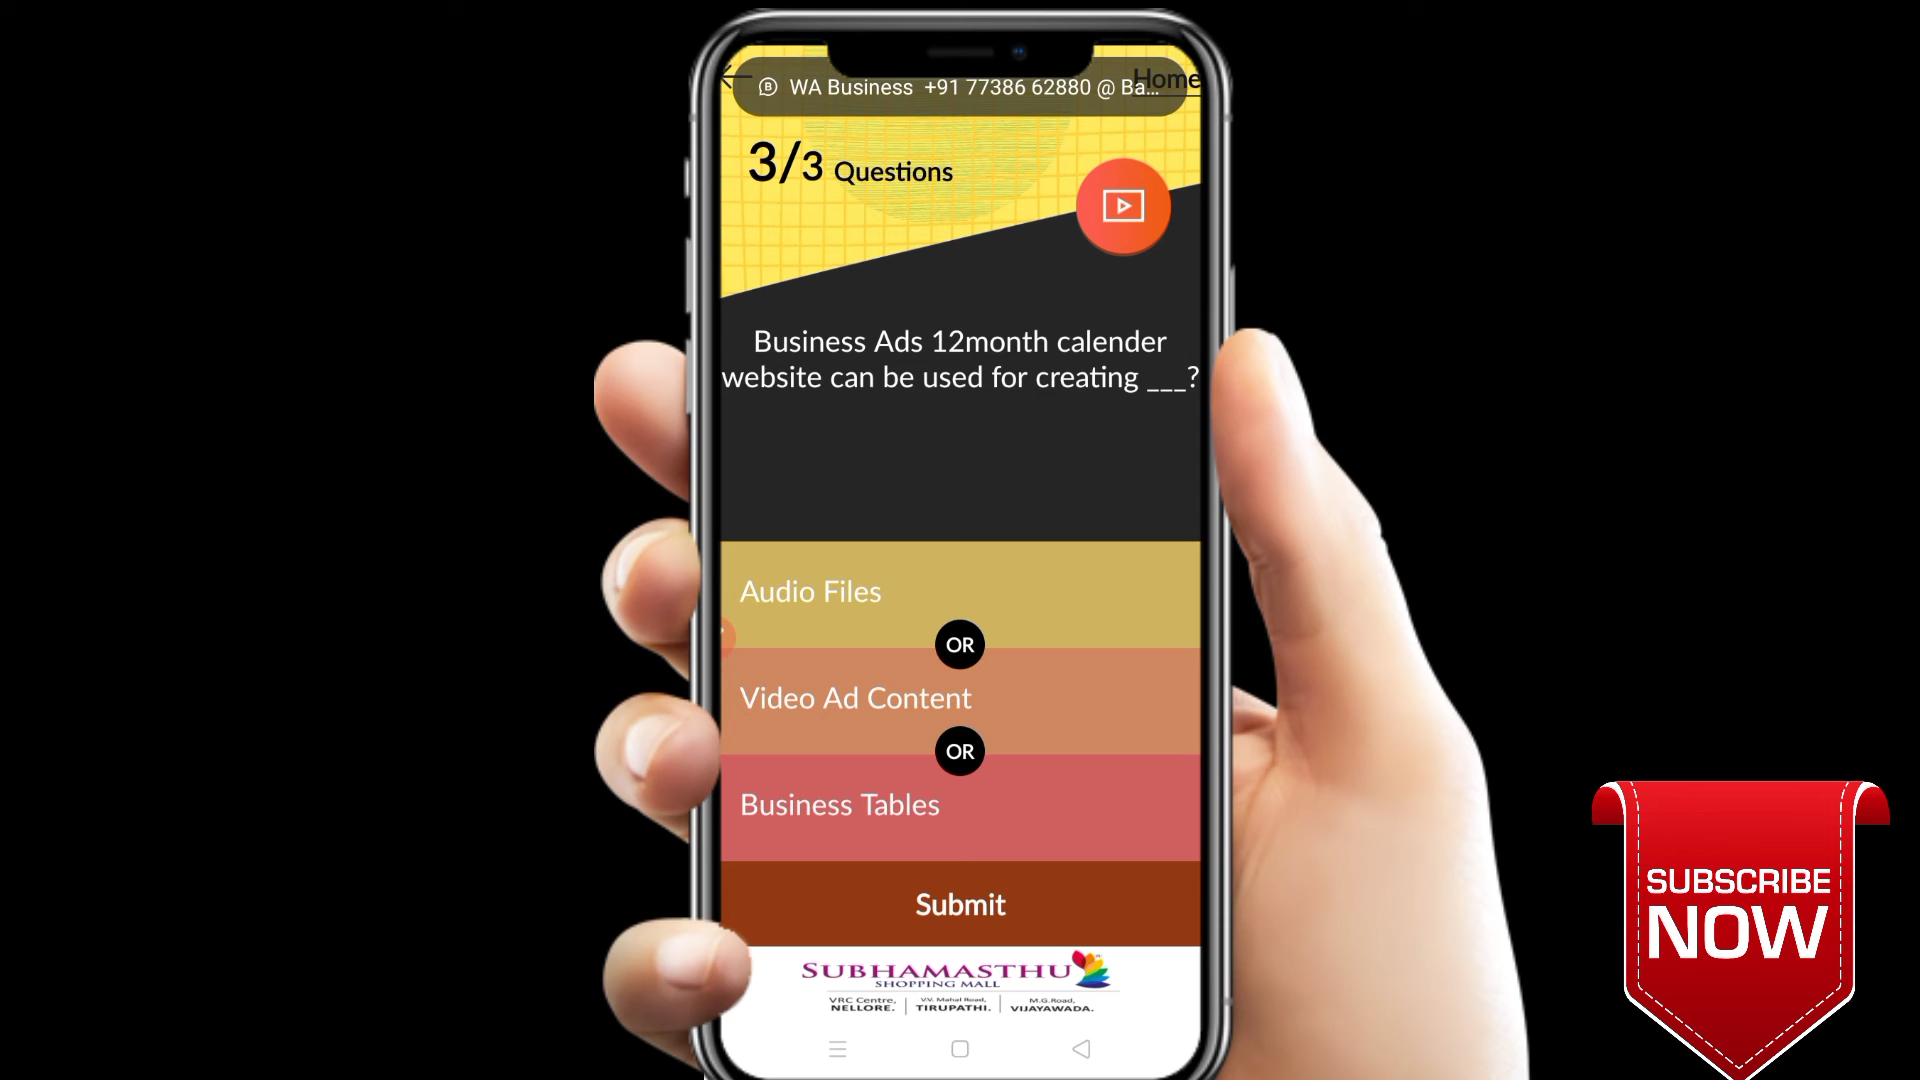 WA Business +91 77386 62880 @ Ba...
Home
3/3 Questions
Business Ads 12month calender
website can be used for creating ___?
Audio Files
OR
Video Ad Content
OR
Business Tables
Submit
SUBHAMASTHU
SHOPPING MALL
VRC Centre, NELLORE.
V.V. Mahal Road, TIRUPATHI.
M.G.Road, VIJAYAWADA.
SUBSCRIBE
NOW